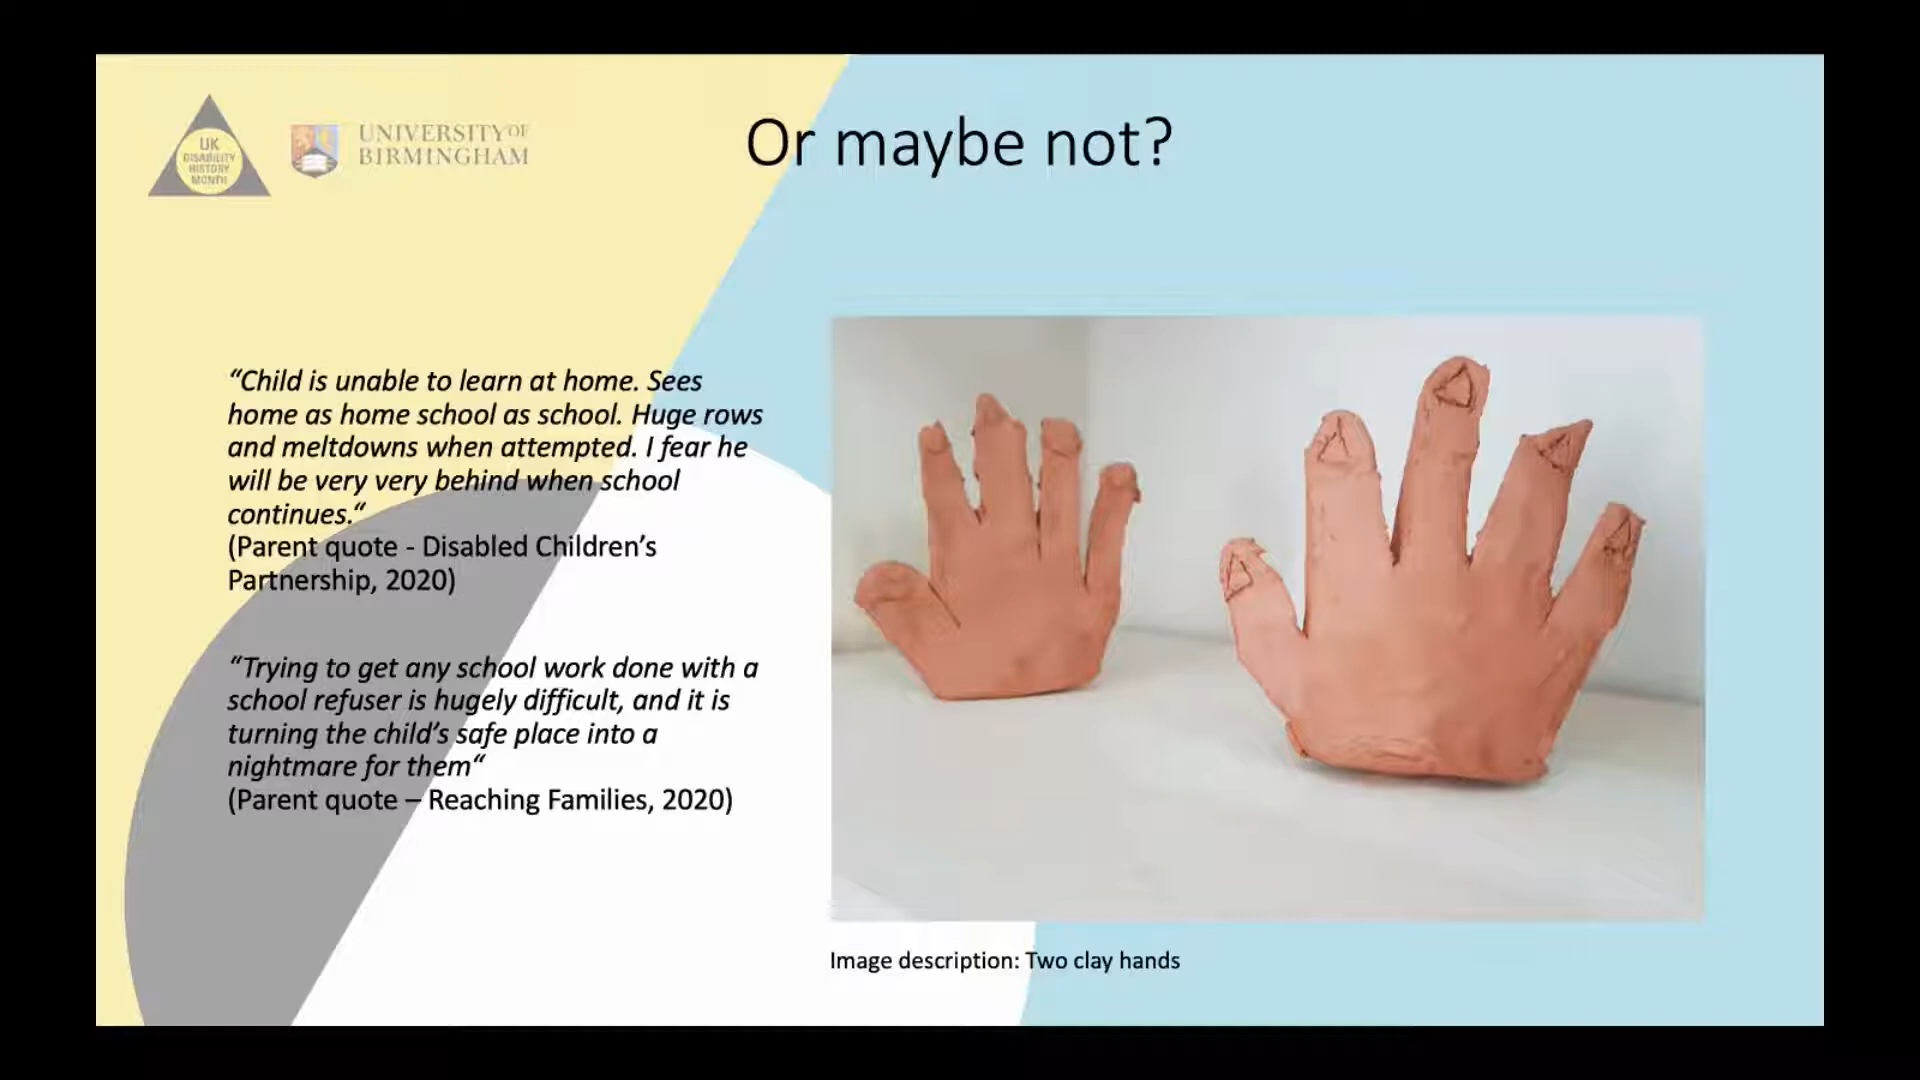 UK
DISABILITY
HISTORY
MONTH
UNIVERSITY OF
BIRMINGHAM
Or maybe not?
“Child is unable to learn at home. Sees
home as home school as school. Huge rows
and meltdowns when attempted. I fear he
will be very very behind when school
continues.“
(Parent quote - Disabled Children’s
Partnership, 2020)
“Trying to get any school work done with a
school refuser is hugely difficult, and it is
turning the child’s safe place into a
nightmare for them“
(Parent quote – Reaching Families, 2020)
Image description: Two clay hands